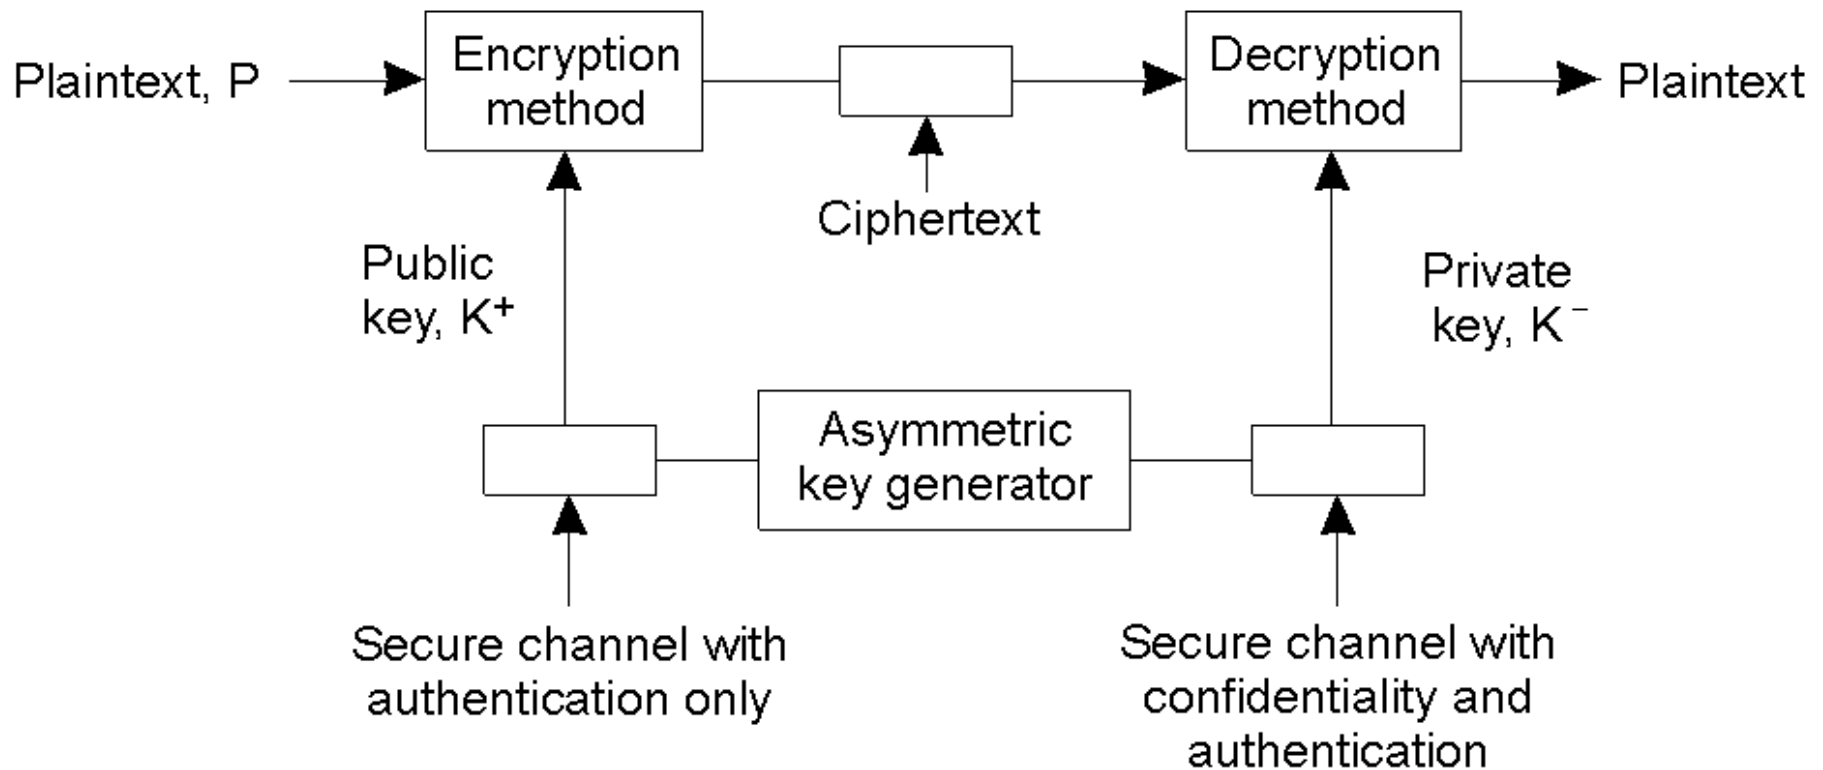 Plaintext, P
Encryption
method
Decryption
method
Plaintext
Ciphertext
Public
key, K⁺
Private
key, K⁻
Asymmetric
key generator
Secure channel with
authentication only
Secure channel with
confidentiality and
authentication